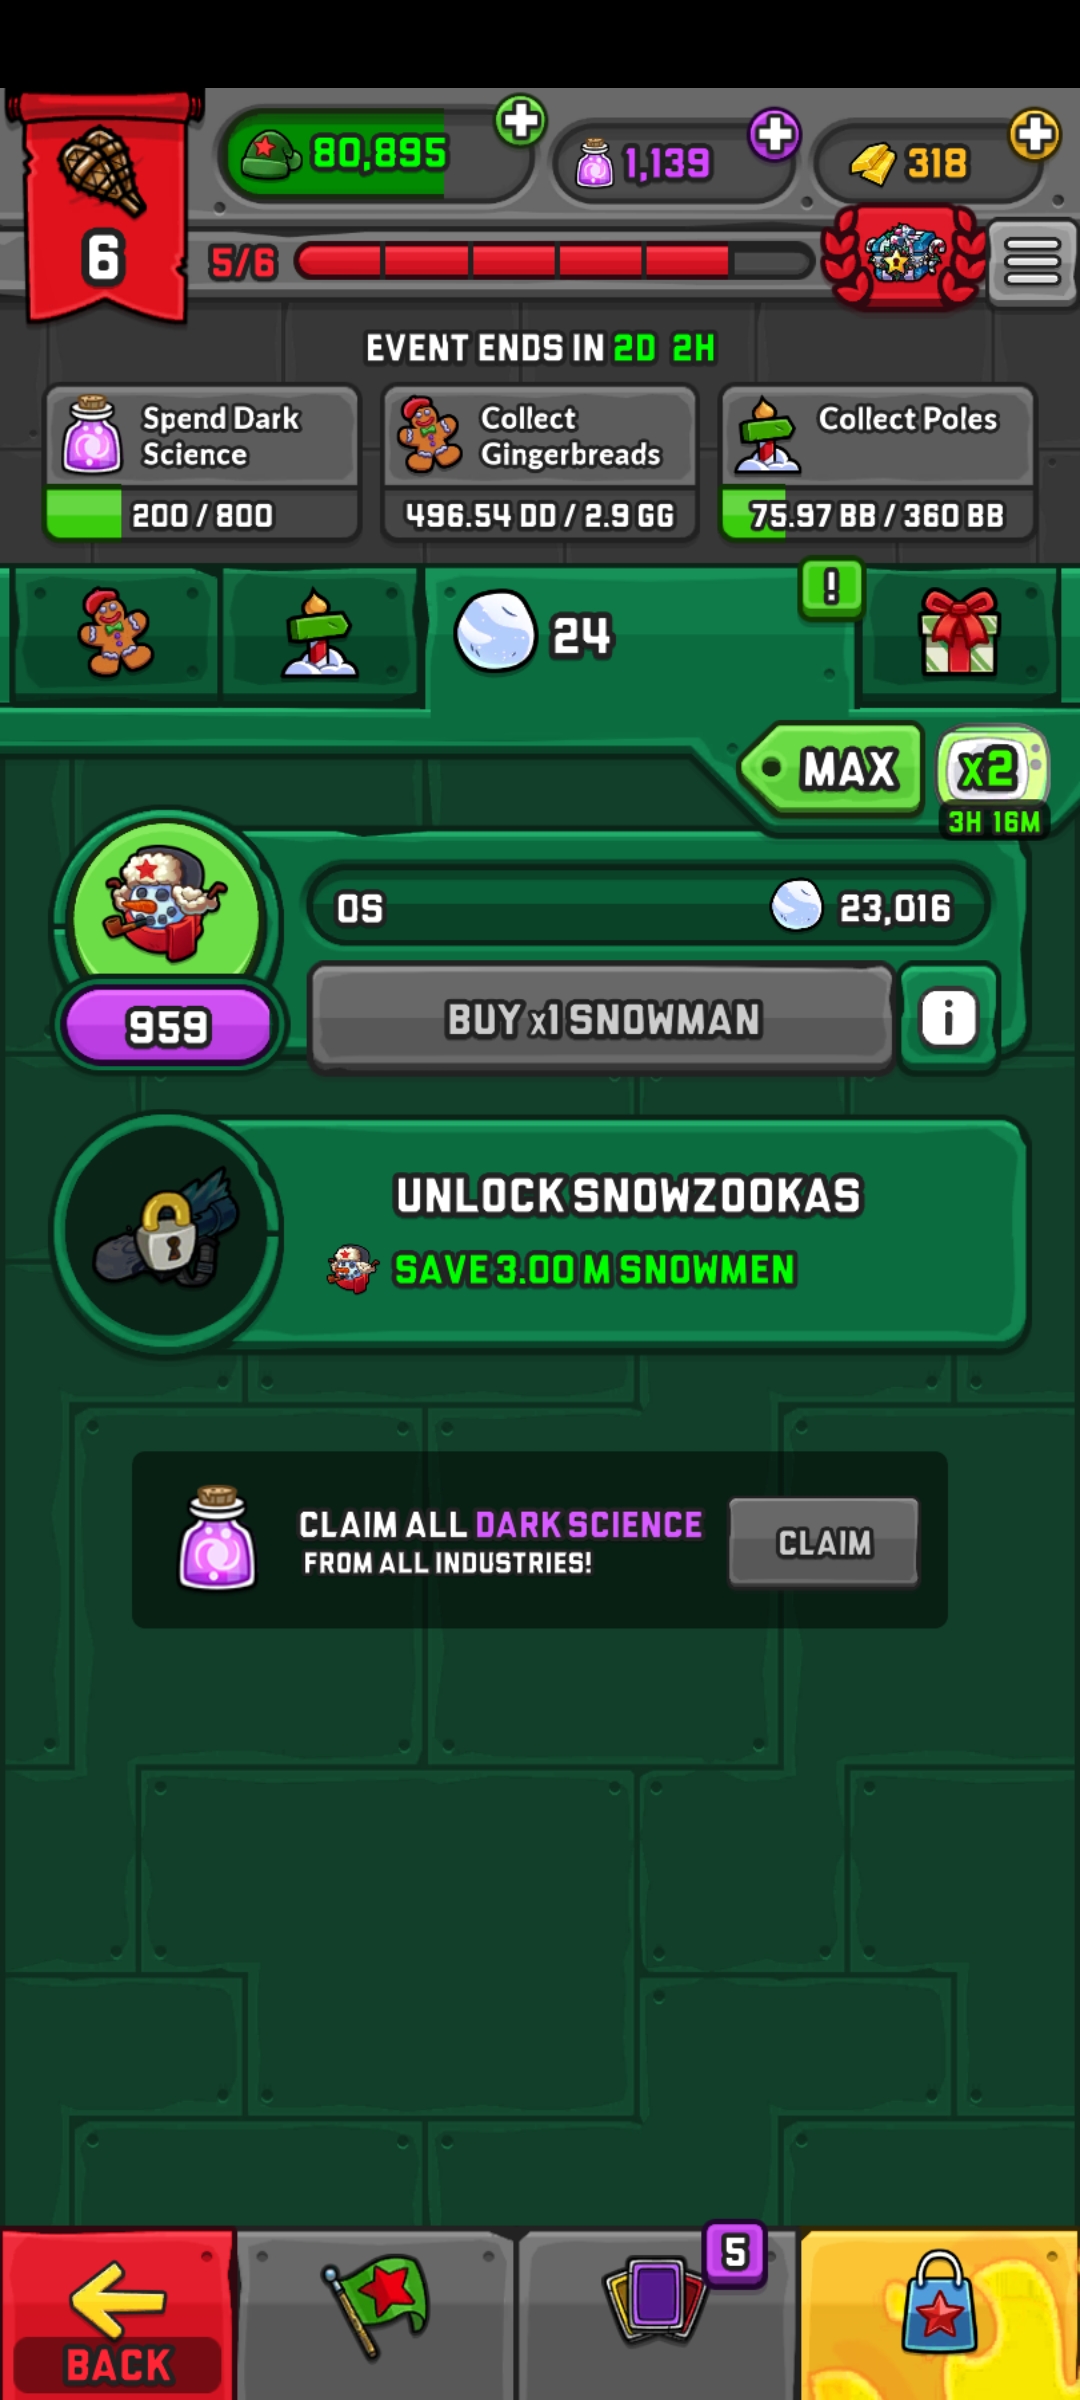 80,895
1,139
318
6
5/6
EVENT ENDS IN 2D 2H
Spend Dark
Science
200 / 800
Collect
Gingerbreads
496.54 DD / 2.9 GG
Collect Poles
75.97 BB / 360 BB
24
!
MAX
x2
3H 16M
0S
23,016
959
BUY x1 SNOWMAN
i
UNLOCK SNOWZOOKAS
SAVE 3.00 M SNOWMEN
CLAIM ALL DARK SCIENCE
FROM ALL INDUSTRIES!
CLAIM
5
BACK